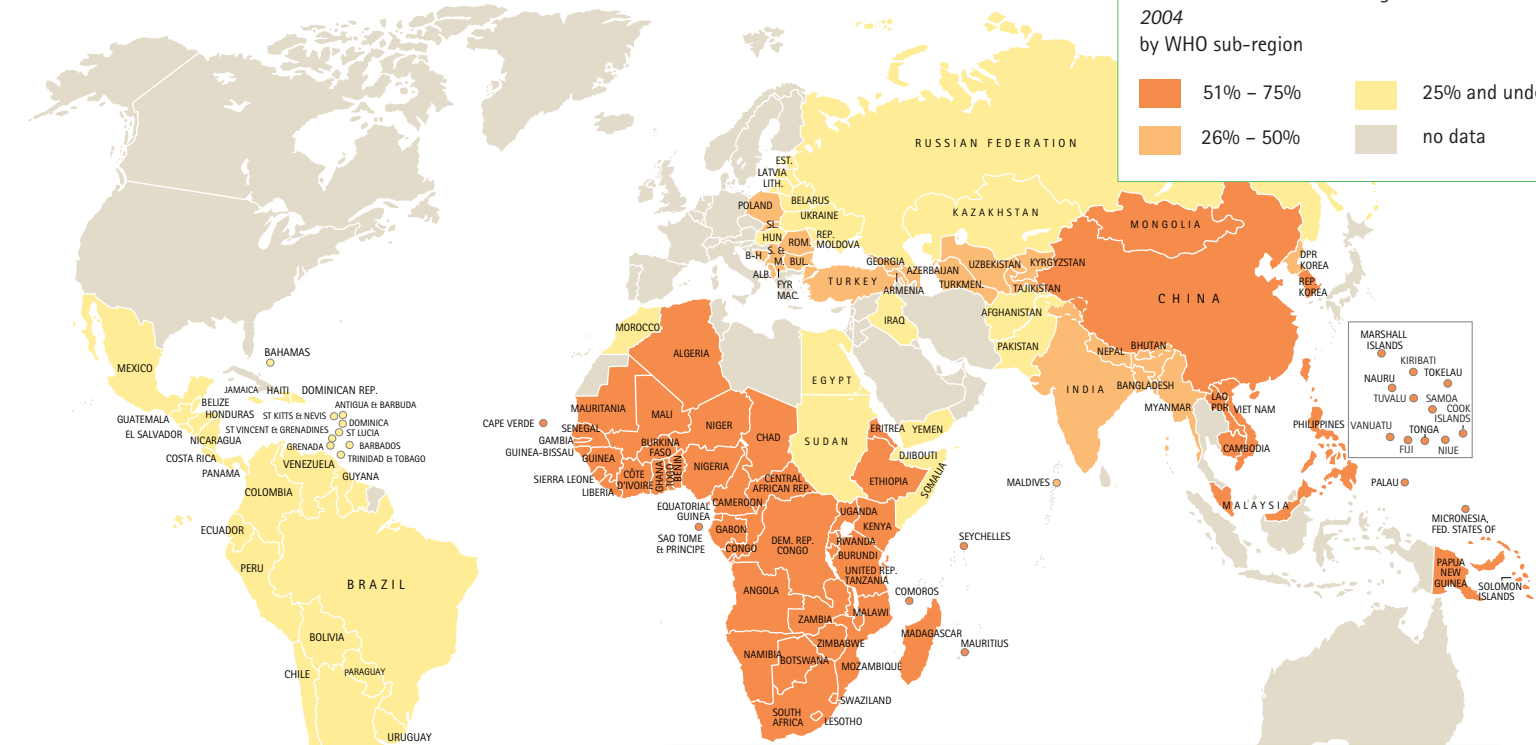 2004
by WHO sub-region
51% – 75%
25% and unde
26% – 50%
no data
RUSSIAN FEDERATION
EST.
LATVIA
LITH.
POLAND
BELARUS
UKRAINE
SL.
HUN
ROM.
REP.
MOLDOVA
B-H
S. &
M.
BUL.
ALB.
FYR
MAC.
KAZAKHSTAN
GEORGIA
AZERBAIJAN
ARMENIA
TURKEY
UZBEKISTAN
KYRGYZSTAN
TURKMEN.
TAJIKISTAN
MONGOLIA
CHINA
DPR
KOREA
REP.
KOREA
IRAQ
AFGHANISTAN
PAKISTAN
NEPAL
BHUTAN
INDIA
BANGLADESH
MYANMAR
LAO
PDR
VIET NAM
CAMBODIA
PHILIPPINES
MALAYSIA
MALDIVES
MARSHALL
ISLANDS
KIRIBATI
NAURU
TOKELAU
TUVALU
SAMOA
COOK
ISLANDS
VANUATU
TONGA
FIJI
NIUE
PALAU
MICRONESIA,
FED. STATES OF
PAPUA
NEW
GUINEA
SOLOMON
ISLANDS
MEXICO
BAHAMAS
JAMAICA
HAITI
DOMINICAN REP.
BELIZE
HONDURAS
GUATEMALA
EL SALVADOR
NICARAGUA
COSTA RICA
PANAMA
ST KITTS & NEVIS
ANTIGUA & BARBUDA
DOMINICA
ST VINCENT & GRENADINES
ST LUCIA
GRENADA
BARBADOS
TRINIDAD & TOBAGO
VENEZUELA
GUYANA
COLOMBIA
ECUADOR
PERU
BRAZIL
BOLIVIA
CHILE
PARAGUAY
URUGUAY
MOROCCO
ALGERIA
EGYPT
CAPE VERDE
MAURITANIA
MALI
NIGER
CHAD
SUDAN
ERITREA
YEMEN
SENEGAL
GAMBIA
GUINEA-BISSAU
GUINEA
BURKINA
FASO
SIERRA LEONE
LIBERIA
CÔTE
D'IVOIRE
GHANA
TOGO
BENIN
NIGERIA
CENTRAL
AFRICAN REP.
DJIBOUTI
ETHIOPIA
SOMALIA
CAMEROON
EQUATORIAL
GUINEA
SAO TOME
& PRINCIPE
GABON
CONGO
DEM. REP.
CONGO
UGANDA
KENYA
RWANDA
BURUNDI
UNITED REP.
TANZANIA
SEYCHELLES
COMOROS
ANGOLA
ZAMBIA
MALAWI
MADAGASCAR
MAURITIUS
ZIMBABWE
NAMIBIA
BOTSWANA
MOZAMBIQUE
SWAZILAND
SOUTH
AFRICA
LESOTHO